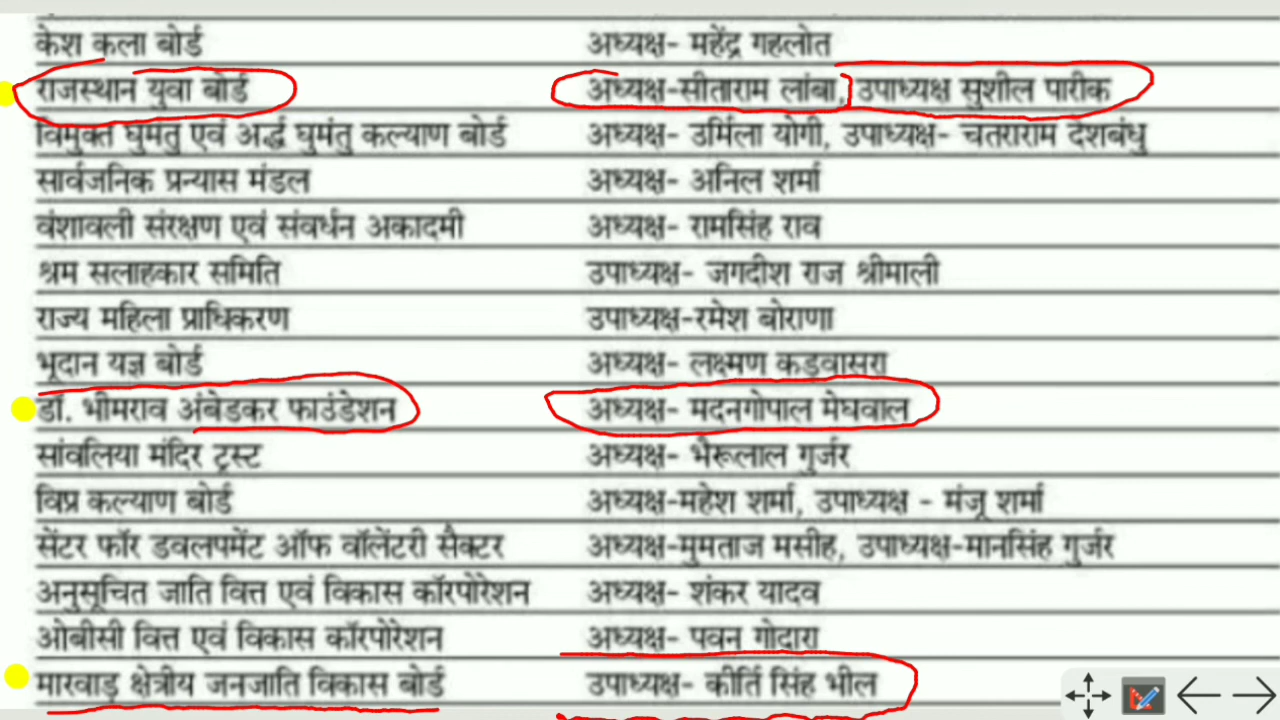 केश कला बोर्ड अध्यक्ष- महेंद्र गहलोत
राजस्थान युवा बोर्ड अध्यक्ष-सीताराम लांबा, उपाध्यक्ष सुशील पारीक
विमुक्त घुमंतु एवं अर्द्ध घुमंतु कल्याण बोर्ड अध्यक्ष- उर्मिला योगी, उपाध्यक्ष- चतराराम देशबंधु
सार्वजनिक प्रन्यास मंडल अध्यक्ष- अनिल शर्मा
वंशावली संरक्षण एवं संवर्धन अकादमी अध्यक्ष- रामसिंह राव
श्रम सलाहकार समिति उपाध्यक्ष- जगदीश राज श्रीमाली
राज्य महिला प्राधिकरण उपाध्यक्ष-रमेश बोराणा
भूदान यज्ञ बोर्ड अध्यक्ष- लक्ष्मण कड़वासरा
डॉ. भीमराव अंबेडकर फाउंडेशन अध्यक्ष- मदनगोपाल मेघवाल
सांवलिया मंदिर ट्रस्ट अध्यक्ष- भैरूलाल गुर्जर
विप्र कल्याण बोर्ड अध्यक्ष-महेश शर्मा, उपाध्यक्ष - मंजू शर्मा
सेंटर फॉर डवलपमेंट ऑफ वॉलेंटरी सैक्टर अध्यक्ष-मुमताज मसीह, उपाध्यक्ष-मानसिंह गुर्जर
अनुसूचित जाति वित्त एवं विकास कॉरपोरेशन अध्यक्ष- शंकर यादव
ओबीसी वित्त एवं विकास कॉरपोरेशन अध्यक्ष- पवन गोदारा
मारवाड़ क्षेत्रीय जनजाति विकास बोर्ड उपाध्यक्ष- कीर्ति सिंह भील